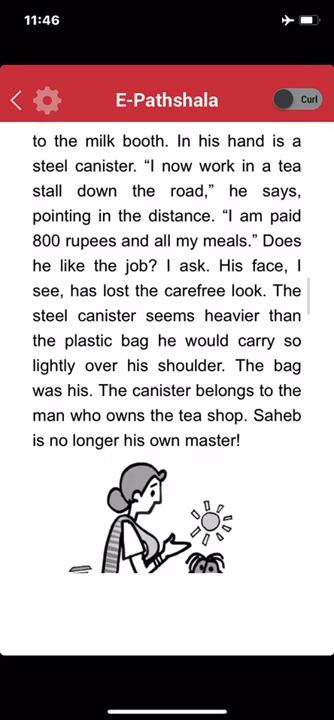 11:46
E-Pathshala
Curl
to the milk booth. In his hand is a
steel canister. “I now work in a tea
stall down the road,” he says,
pointing in the distance. “I am paid
800 rupees and all my meals.” Does
he like the job? I ask. His face, I
see, has lost the carefree look. The
steel canister seems heavier than
the plastic bag he would carry so
lightly over his shoulder. The bag
was his. The canister belongs to the
man who owns the tea shop. Saheb
is no longer his own master!